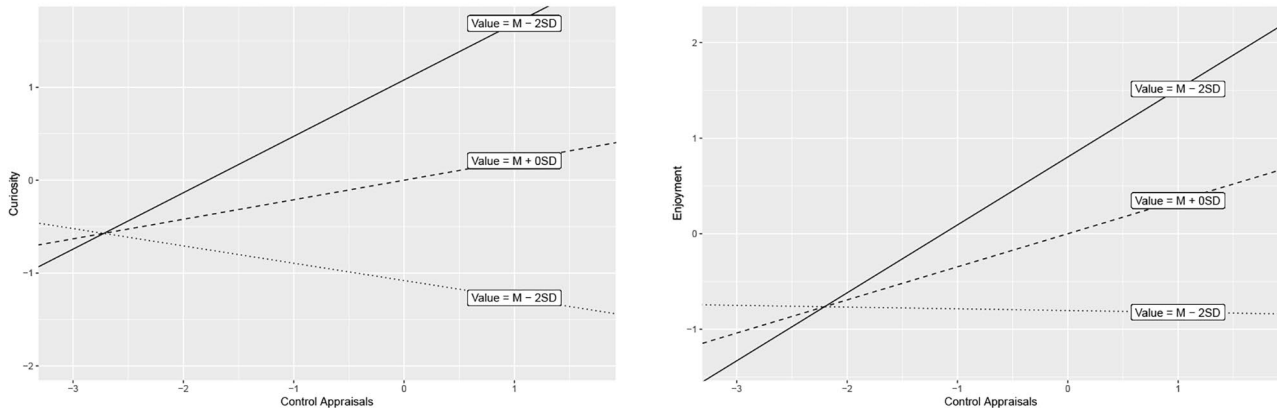 Value = M − 2SD
1
Value = M + 0SD
0
−1
Value = M − 2SD
−2
−3
−2
−1
0
1
Control Appraisals
Curiosity
2
Value = M − 2SD
1
Value = M + 0SD
0
Value = M − 2SD
−1
−3
−2
−1
0
1
Control Appraisals
Enjoyment